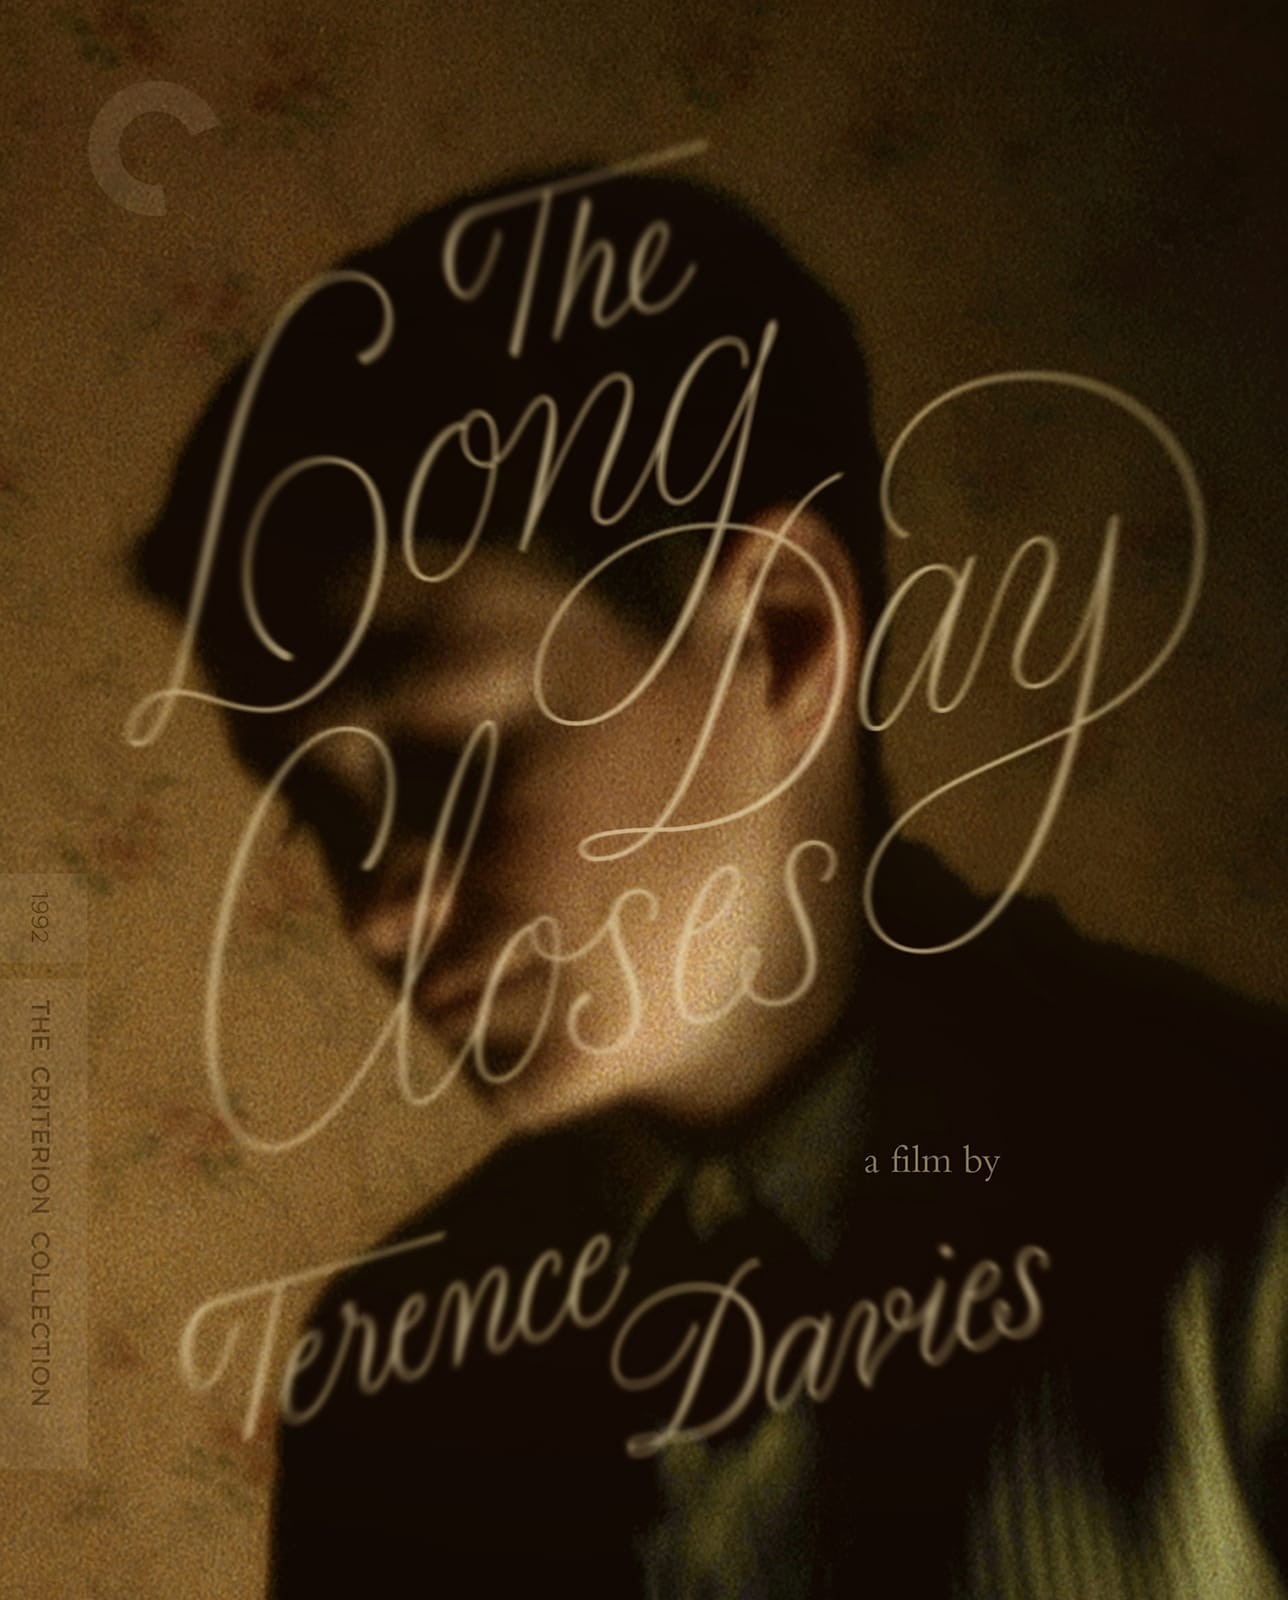 The
Long
Day
Closes
a film by
Terence Davies
1992
THE CRITERION COLLECTION